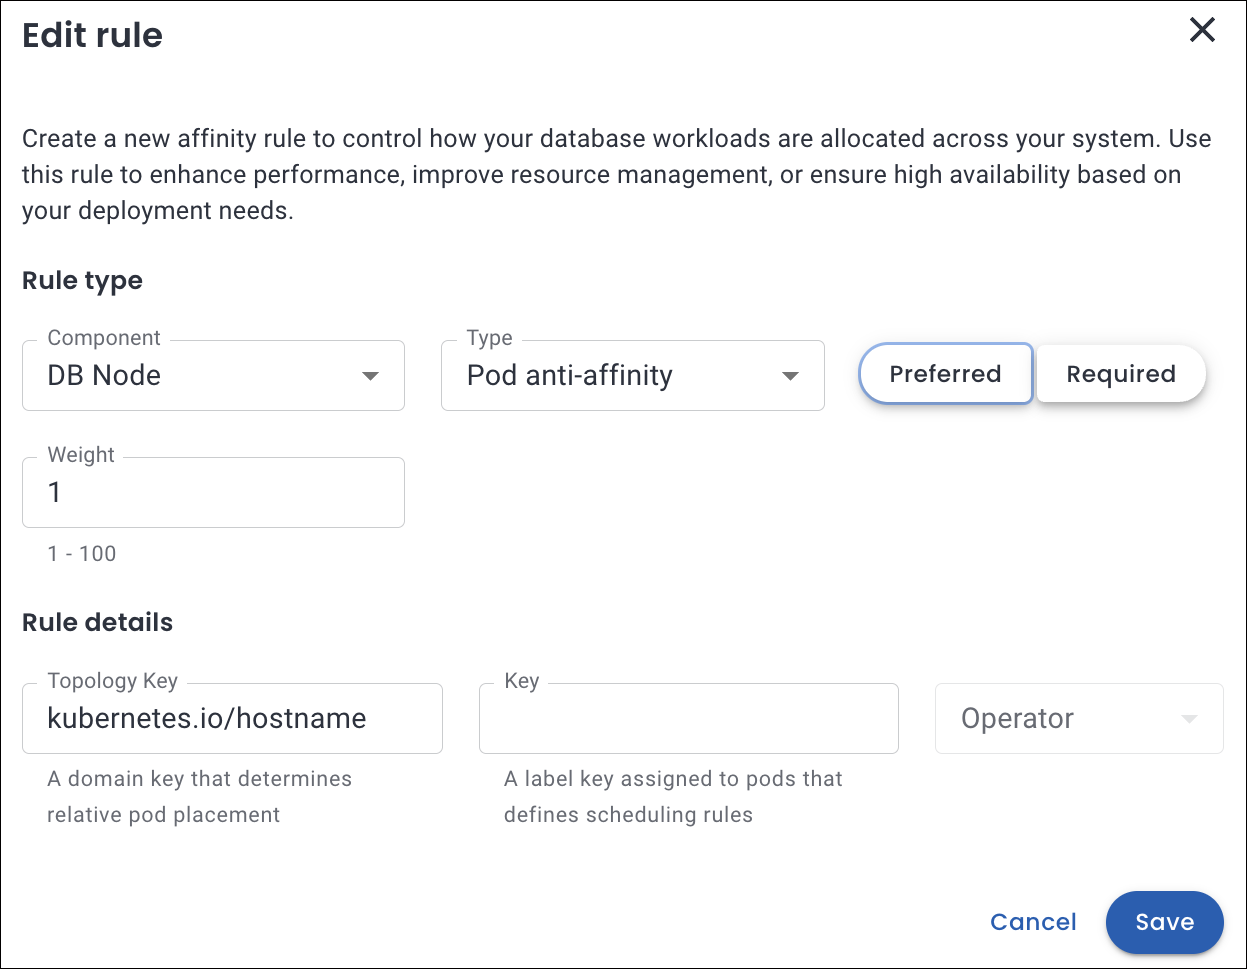 Edit rule
Create a new affinity rule to control how your database workloads are allocated across your system. Use
this rule to enhance performance, improve resource management, or ensure high availability based on
your deployment needs.
Rule type
Component
DB Node
Type
Pod anti-affinity
Preferred
Required
Weight
1
1 - 100
Rule details
Topology Key
kubernetes.io/hostname
A domain key that determines
relative pod placement
Key
A label key assigned to pods that
defines scheduling rules
Operator
Cancel
Save